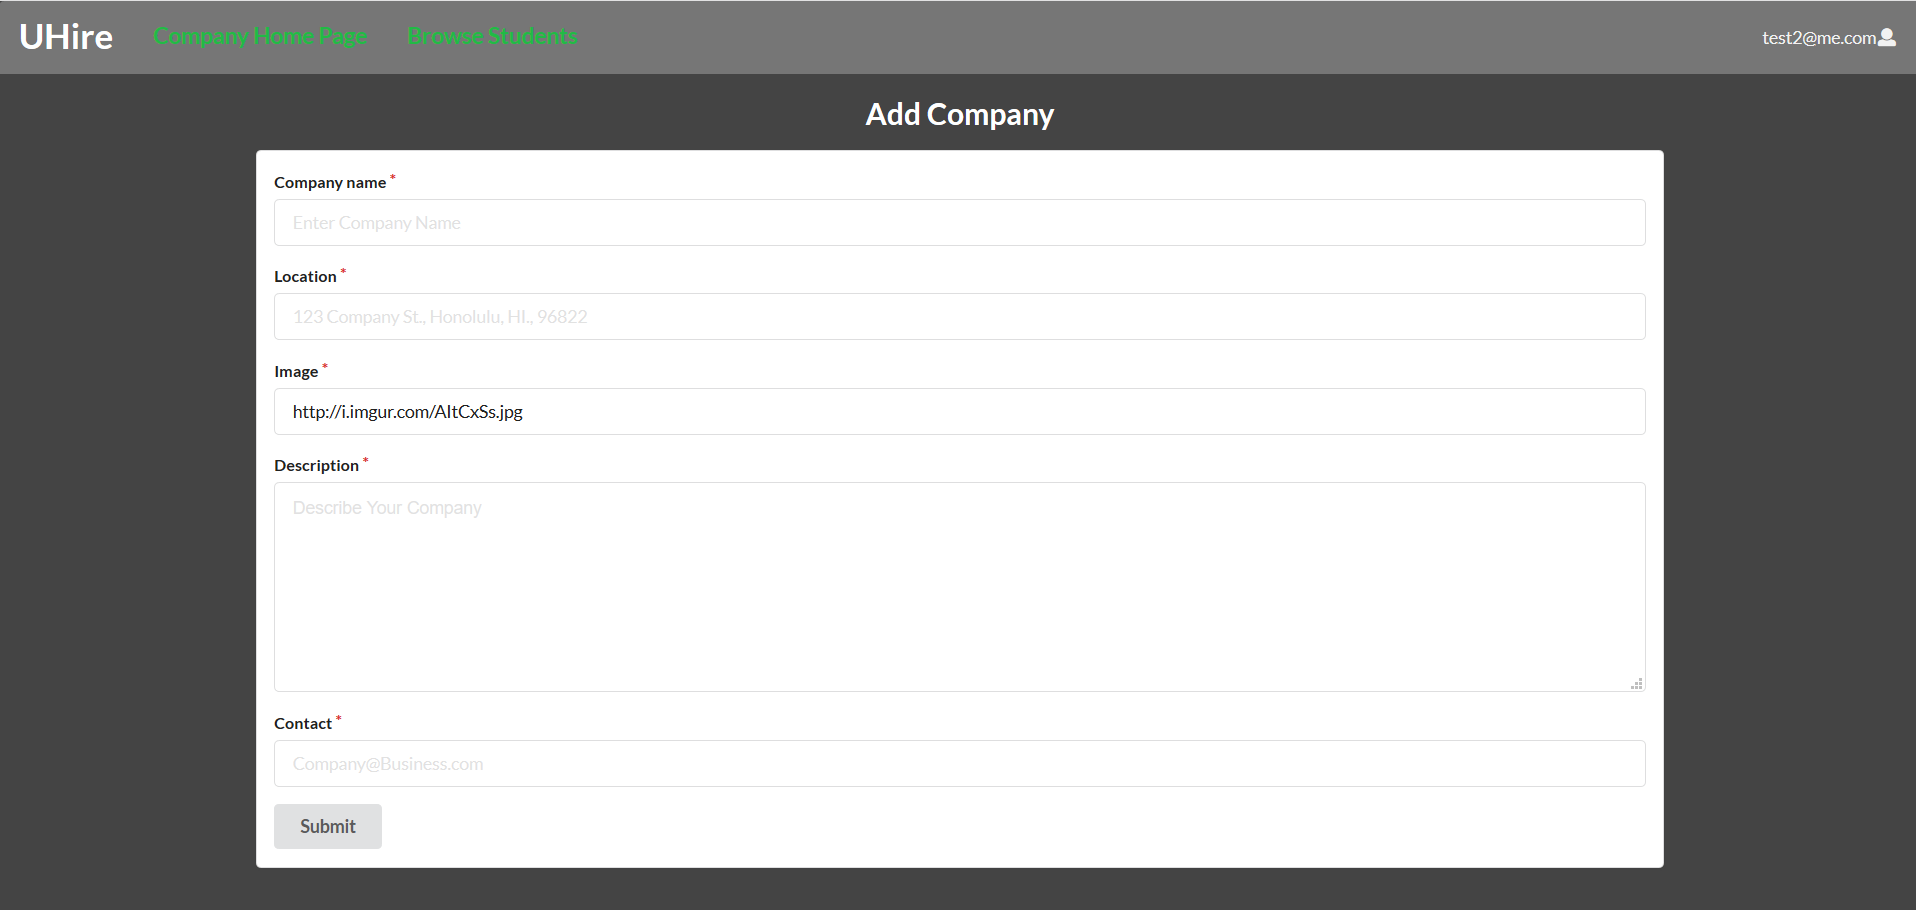 UHire Company Home Page Browse Students test2@me.com
Add Company
Company name *
Enter Company Name
Location *
123 Company St., Honolulu, HI., 96822
Image *
http://i.imgur.com/AItCxSs.jpg
Description *
Describe Your Company
Contact *
Company@Business.com
Submit